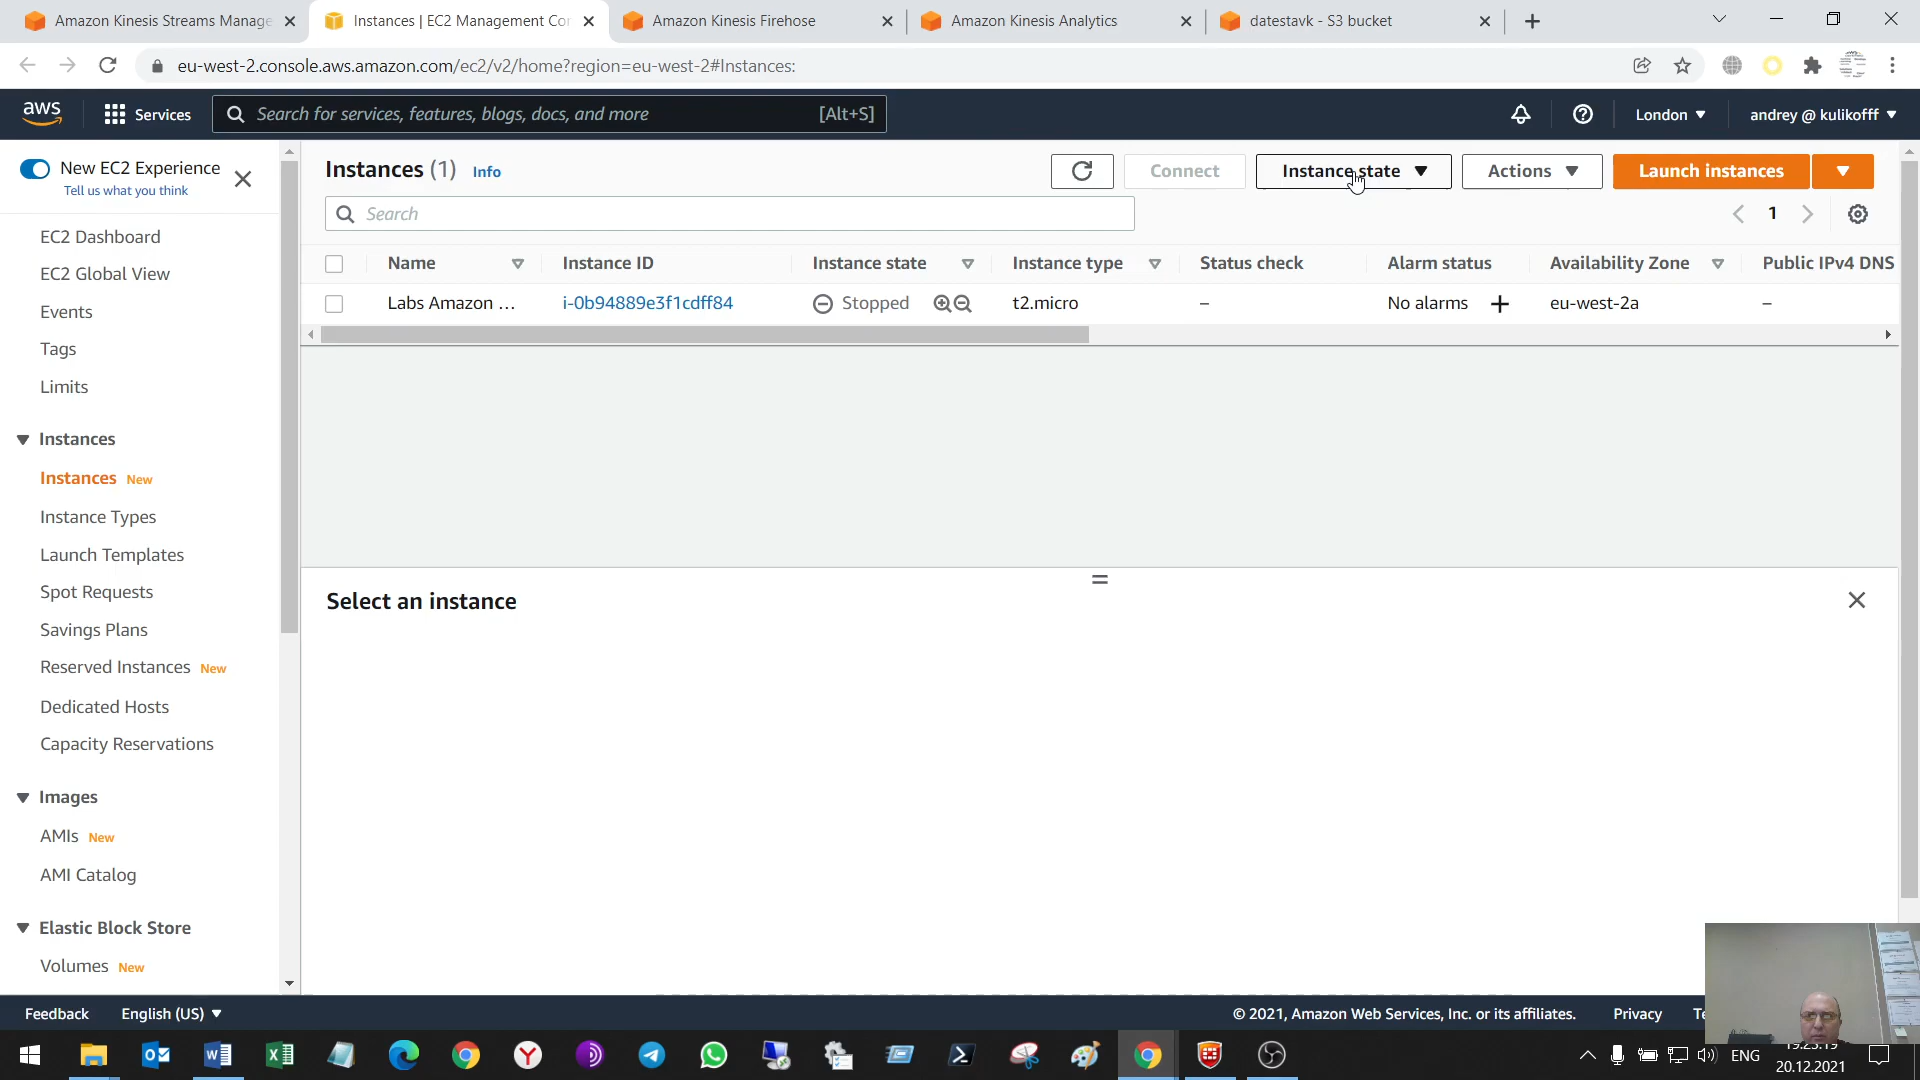 Amazon Kinesis Streams Manage
Instances | EC2 Management Co
Amazon Kinesis Firehose
Amazon Kinesis Analytics
datestavk - S3 bucket
eu-west-2.console.aws.amazon.com/ec2/v2/home?region=eu-west-2#Instances:
aws
Services
Search for services, features, blogs, docs, and more
[Alt+S]
London
andrey @ kulikofff
New EC2 Experience
Tell us what you think
EC2 Dashboard
EC2 Global View
Events
Tags
Limits
Instances
Instances New
Instance Types
Launch Templates
Spot Requests
Savings Plans
Reserved Instances New
Dedicated Hosts
Capacity Reservations
Images
AMIs New
AMI Catalog
Elastic Block Store
Volumes New
Instances (1) Info
Connect
Instance state
Actions
Launch instances
Search
1
Name Instance ID Instance state Instance type Status check Alarm status Availability Zone Public IPv4 DNS
Labs Amazon ... i-0b94889e3f1cdff84 Stopped t2.micro – No alarms + eu-west-2a –
Select an instance
Feedback
English (US)
© 2021, Amazon Web Services, Inc. or its affiliates.
Privacy
Te
ENG
20.12.2021